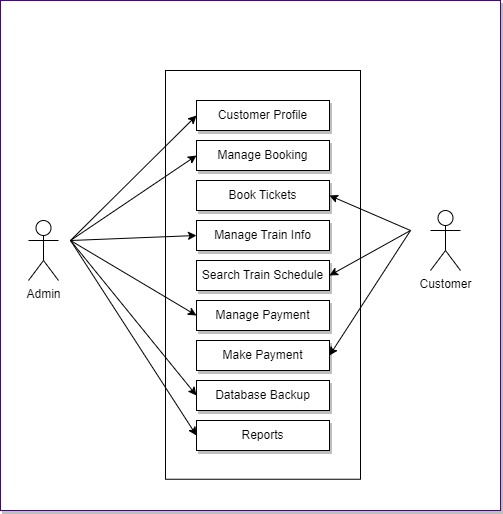 Customer Profile
Manage Booking
Book Tickets
Manage Train Info
Search Train Schedule
Manage Payment
Make Payment
Database Backup
Reports
Admin
Customer